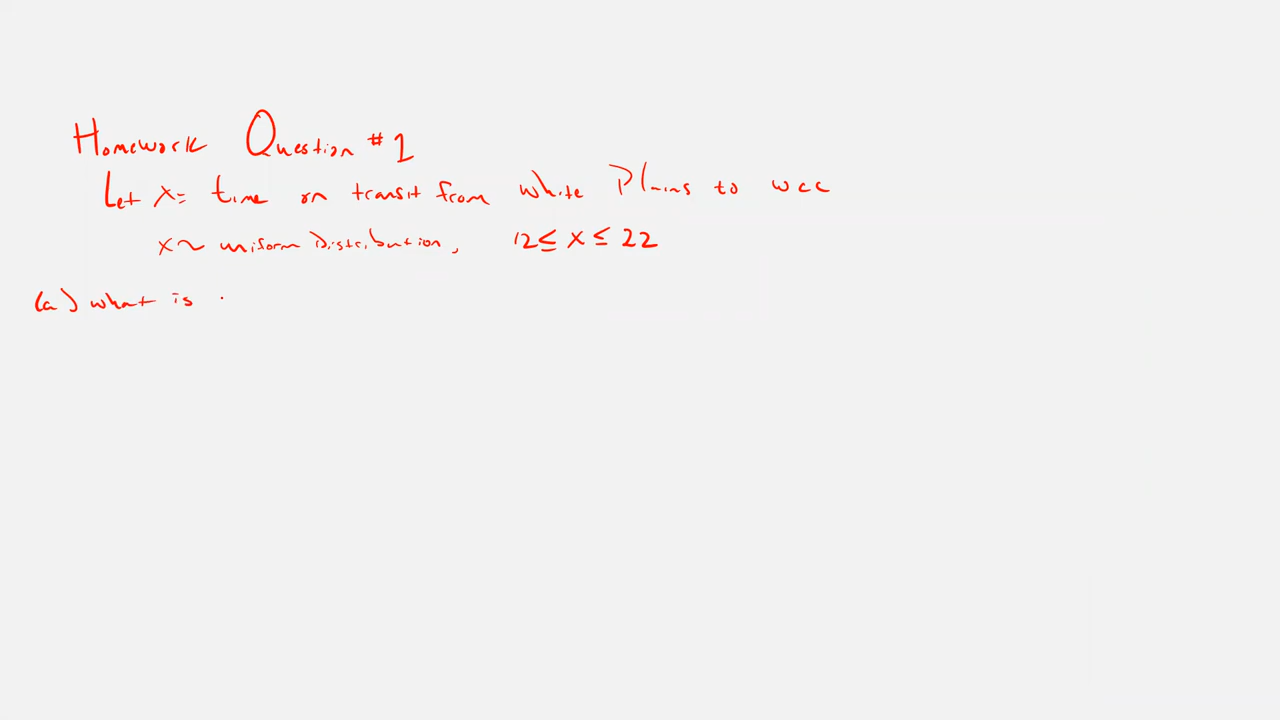 Homework Question #1
Let x = time on transit from white Plains to wcc
x ~ uniform Distribution, 12 ≤ x ≤ 22
(a) what is